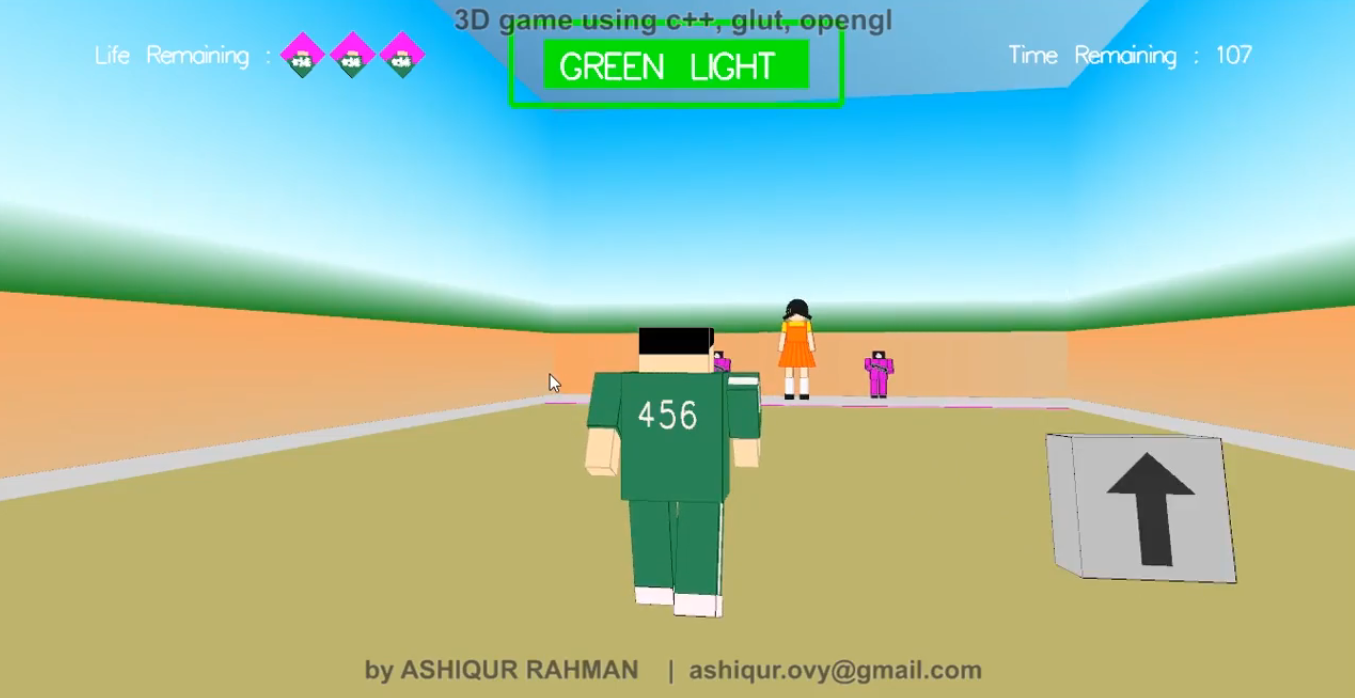 3D game using c++, glut, opengl
Life Remaining :
GREEN LIGHT
Time Remaining : 107
456
by ASHIQUR RAHMAN | ashiqur.ovy@gmail.com